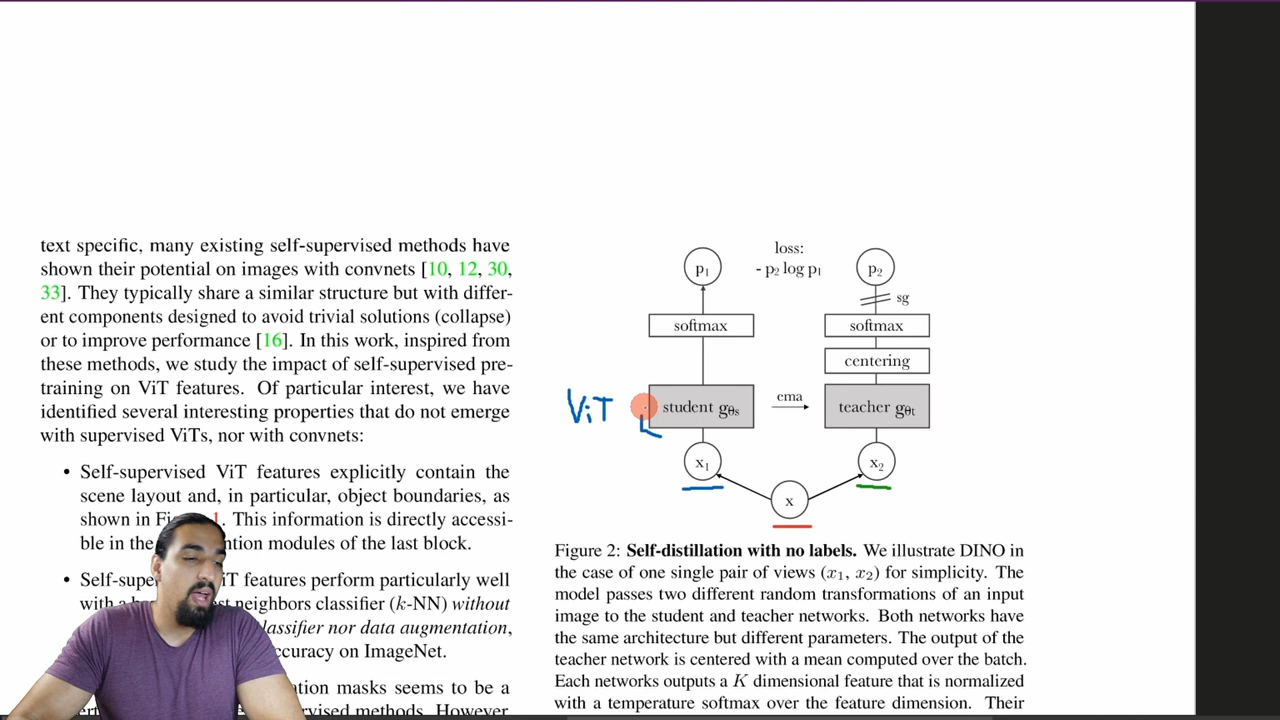 text specific, many existing self-supervised methods have
shown their potential on images with convnets [10, 12, 30,
33]. They typically share a similar structure but with differ-
ent components designed to avoid trivial solutions (collapse)
or to improve performance [16]. In this work, inspired from
these methods, we study the impact of self-supervised pre-
training on ViT features. Of particular interest, we have
identified several interesting properties that do not emerge
with supervised ViTs, nor with convnets:
• Self-supervised ViT features explicitly contain the
scene layout and, in particular, object boundaries, as
shown in 1. This information is directly accessi-
ble in the modules of the last block.
• features perform particularly well
with neighbors classifier (k-NN) without
nor data augmentation,
on ImageNet.
masks seems to be a
methods. However
p1
loss:
- p2 log p1
p2
sg
softmax
softmax
centering
ViT
student gθs
ema
teacher gθt
x1
x2
x
Figure 2: Self-distillation with no labels. We illustrate DINO in
the case of one single pair of views (x1, x2) for simplicity. The
model passes two different random transformations of an input
image to the student and teacher networks. Both networks have
the same architecture but different parameters. The output of the
teacher network is centered with a mean computed over the batch.
Each networks outputs a K dimensional feature that is normalized
with a temperature softmax over the feature dimension. Their